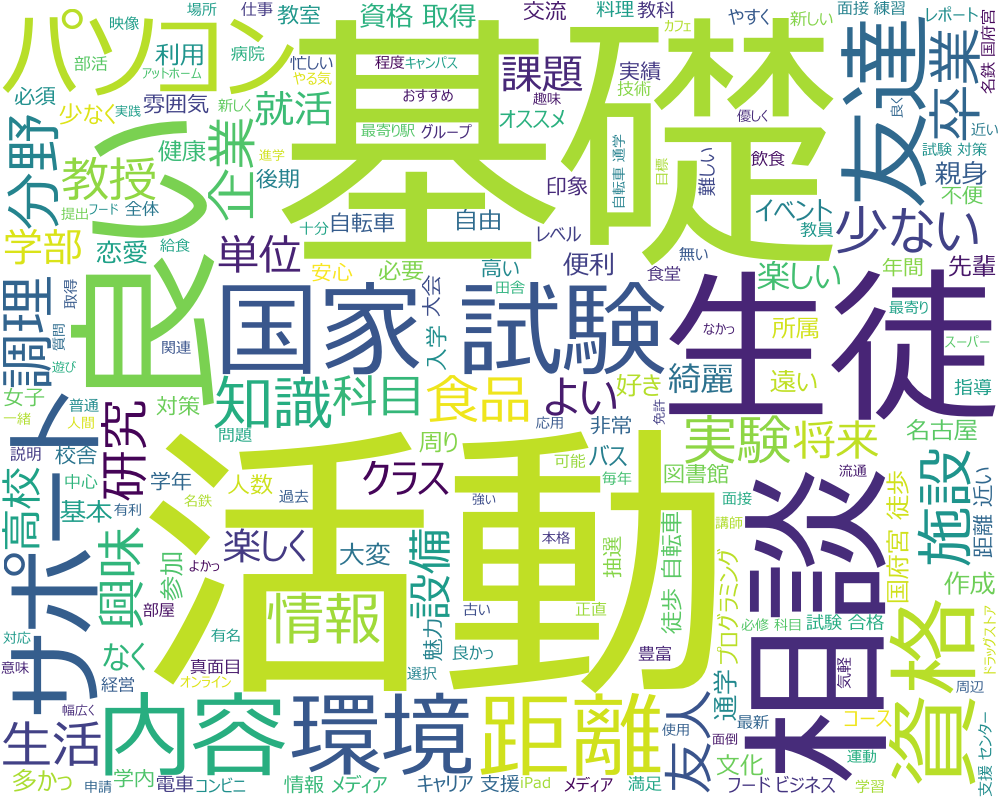 パソコン
基礎
映像
場所
仕事
教室
部活
アットホーム
利用
病院
必須
少なく
実践
雰囲気
新しく
資格 取得
交流
料理
教科
忙しい
やる気
程度
キャンパス
課題
実績
技術
カフェ
やすく
新しい
面接 練習
レポート
名鉄 国府宮
友達
卒業
良く
近い
試験 対策
就活
おすすめ
趣味
オススメ
最寄り駅
グループ
優しく
分野
健康
企業
教授
進学
後期
印象
自転車 通学
目標
難しい
飲食
親身
不便
提出
フード
全体
給食
学部
恋愛
良い
単位
十分
自転車
自由
レベル
イベント
教員
少ない
安心
必要
高い
便利
食堂
無い
楽しい
年間
先輩
調理
取得
質問
関連
国家 試験
入学
大会
田舎
生徒
なかっ
所属
最寄り
スーパー
遊び
女子
普通
対策
知識
科目
食品
よい
好き
綺麗
遠い
指導
一緒
人間
問題
免許
応用
非常
サポート
説明
校舎
研究
周り
実験
将来
名古屋
高校
中心
学年
人数
過去
クラス
毎年
可能
バス
図書館
流通
基本
有利
名鉄
活動
強い
面接
講師
相談
施設
距離 近い
興味
参加
楽しく
よかっ
大変
設備
本格
抽選
徒歩 自転車
プログラミング
国府宮 徒歩
作成
部屋
情報
魅力
古い
正直
必修 科目
試験 合格
ドラッグストア
対応
なく
有名
良かっ
豊富
意味
経営
真面目
オンライン
選択
気軽
資格
周辺
幅広く
生活
内容
環境
距離
友人
通学
最新
コース
使用
面倒
運動
支援 センター
多かっ
申請
学内
電車
コンビニ
情報 メディア
キャリア 支援
iPad
メディア
満足
文化
フード ビジネス
学習